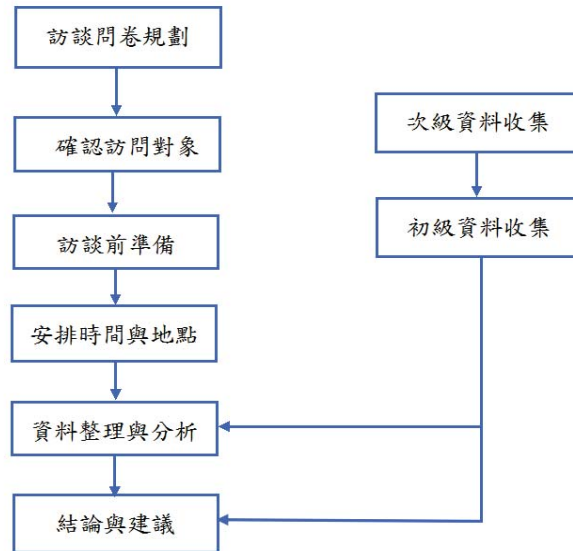 訪談問卷規劃
確認訪問對象
訪談前準備
安排時間與地點
資料整理與分析
結論與建議
次級資料收集
初級資料收集